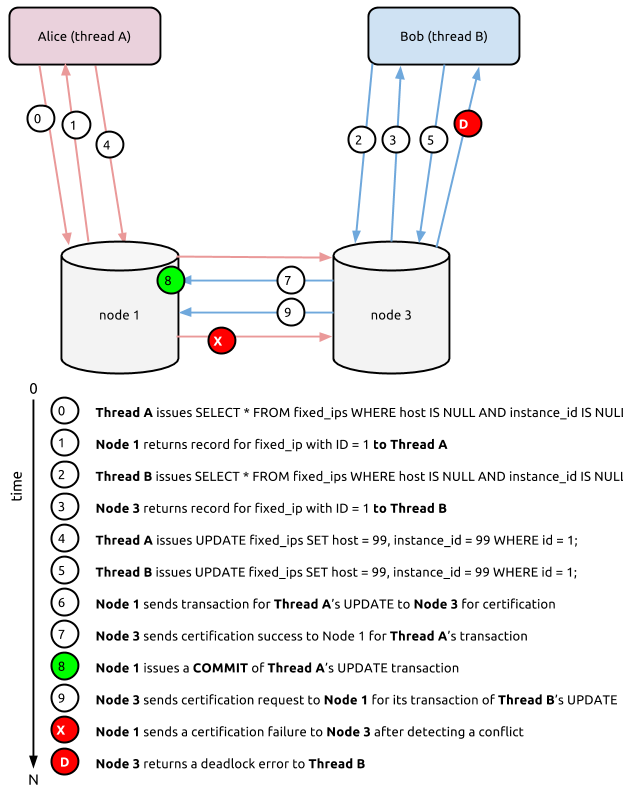 Alice (thread A)
Bob (thread B)
0
1
4
2
3
5
D
8
7
9
X
node 1
node 3
0
time
N
0 Thread A issues SELECT * FROM fixed_ips WHERE host IS NULL AND instance_id IS NUL
1 Node 1 returns record for fixed_ip with ID = 1 to Thread A
2 Thread B issues SELECT * FROM fixed_ips WHERE host IS NULL AND instance_id IS NUL
3 Node 3 returns record for fixed_ip with ID = 1 to Thread B
4 Thread A issues UPDATE fixed_ips SET host = 99, instance_id = 99 WHERE id = 1;
5 Thread B issues UPDATE fixed_ips SET host = 99, instance_id = 99 WHERE id = 1;
6 Node 1 sends transaction for Thread A's UPDATE to Node 3 for certification
7 Node 3 sends certification success to Node 1 for Thread A's transaction
8 Node 1 issues a COMMIT of Thread A's UPDATE transaction
9 Node 3 sends certification request to Node 1 for its transaction of Thread B's UPDATE
X Node 1 sends a certification failure to Node 3 after detecting a conflict
D Node 3 returns a deadlock error to Thread B